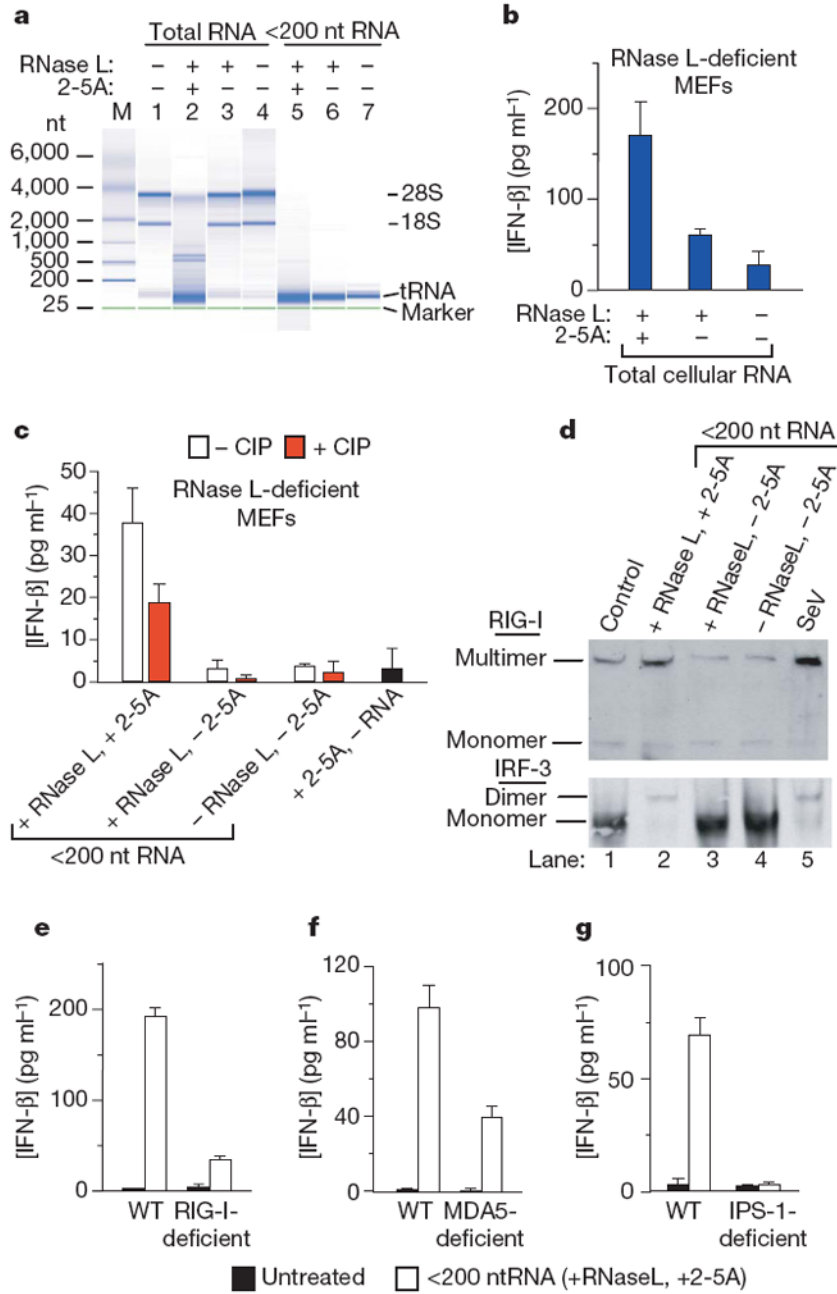 a
Total RNA <200 nt RNA
RNase L: – + + – + + –
2-5A: – + – – + – –
nt M 1 2 3 4 5 6 7
6,000
4,000
2,000
1,000
500
200
25
28S
18S
tRNA
Marker
b
RNase L-deficient
MEFs
[IFN-β] (pg ml⁻¹)
200
100
0
RNase L: + + –
2-5A: + – –
Total cellular RNA
c
– CIP + CIP
RNase L-deficient
MEFs
[IFN-β] (pg ml⁻¹)
50
40
30
20
10
0
+ RNase L, + 2-5A
+ RNase L, – 2-5A
– RNase L, – 2-5A
+ 2-5A, – RNA
<200 nt RNA
d
<200 nt RNA
Control
+ RNase L, + 2-5A
+ RNaseL, – 2-5A
– RNaseL, – 2-5A
SeV
RIG-I
Multimer
Monomer
IRF-3
Dimer
Monomer
Lane: 1 2 3 4 5
e
[IFN-β] (pg ml⁻¹)
200
100
0
WT RIG-I-
deficient
f
[IFN-β] (pg ml⁻¹)
120
80
40
0
WT MDA5-
deficient
g
[IFN-β] (pg ml⁻¹)
100
50
0
WT IPS-1-
deficient
Untreated <200 ntRNA (+RNaseL, +2-5A)